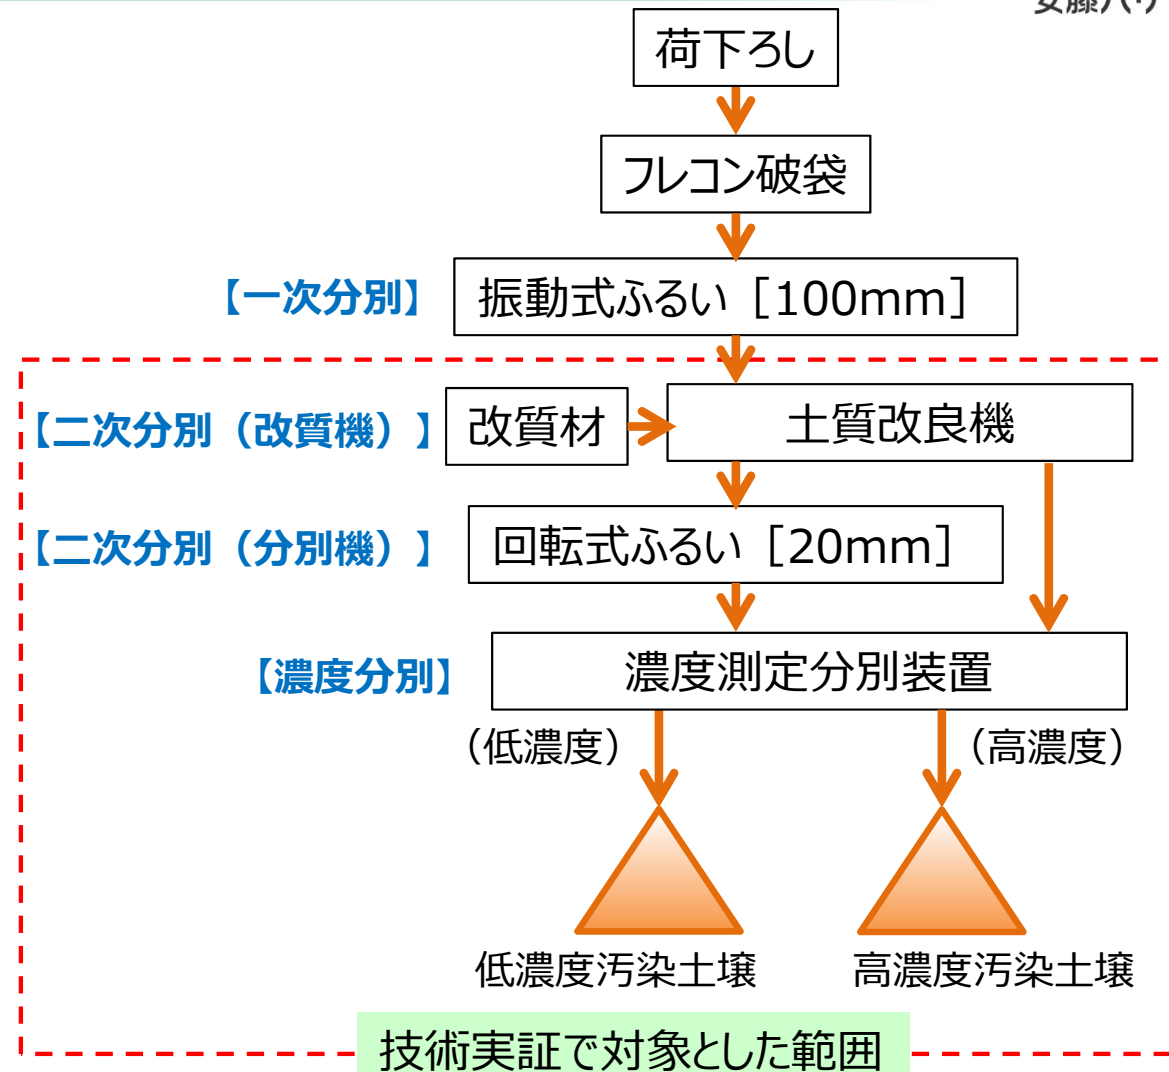 荷下ろし
フレコン破袋
【一次分別】
振動式ふるい［100mm］
【二次分別（改質機）】
改質材
土質改良機
【二次分別（分別機）】
回転式ふるい［20mm］
【濃度分別】
濃度測定分別装置
（低濃度）
（高濃度）
低濃度汚染土壌
高濃度汚染土壌
技術実証で対象とした範囲